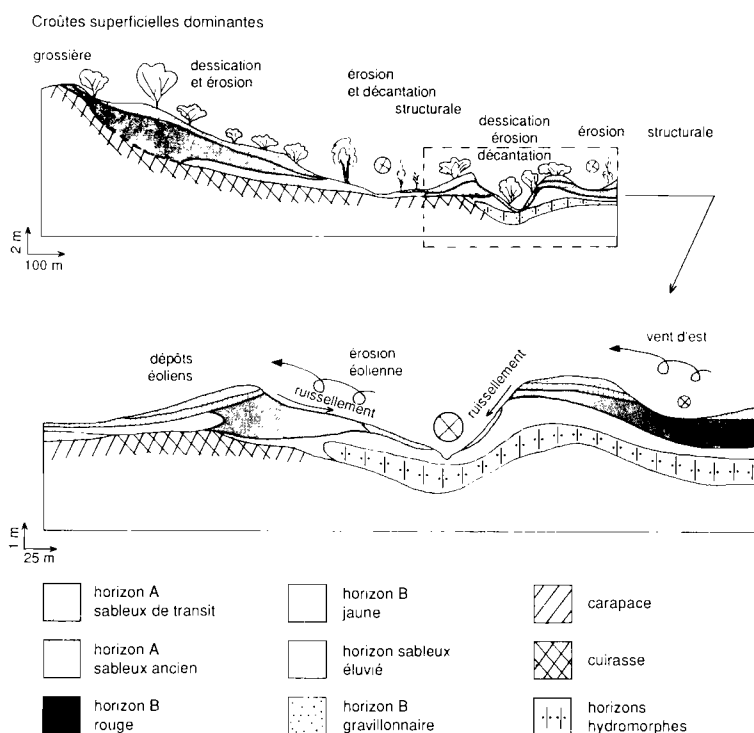 Croûtes superficielles dominantes
grossière
dessication
et érosion
érosion
et décantation
structurale
dessication
érosion
décantation
érosion
structurale
2 m
100 m
dépôts
éoliens
érosion
éolienne
ruissellement
ruissellement
vent d'est
1 m
25 m
horizon A
sableux de transit
horizon B
jaune
carapace
horizon A
sableux ancien
horizon sableux
éluvié
cuirasse
horizon B
rouge
horizon B
gravillonnaire
horizons
hydromorphes